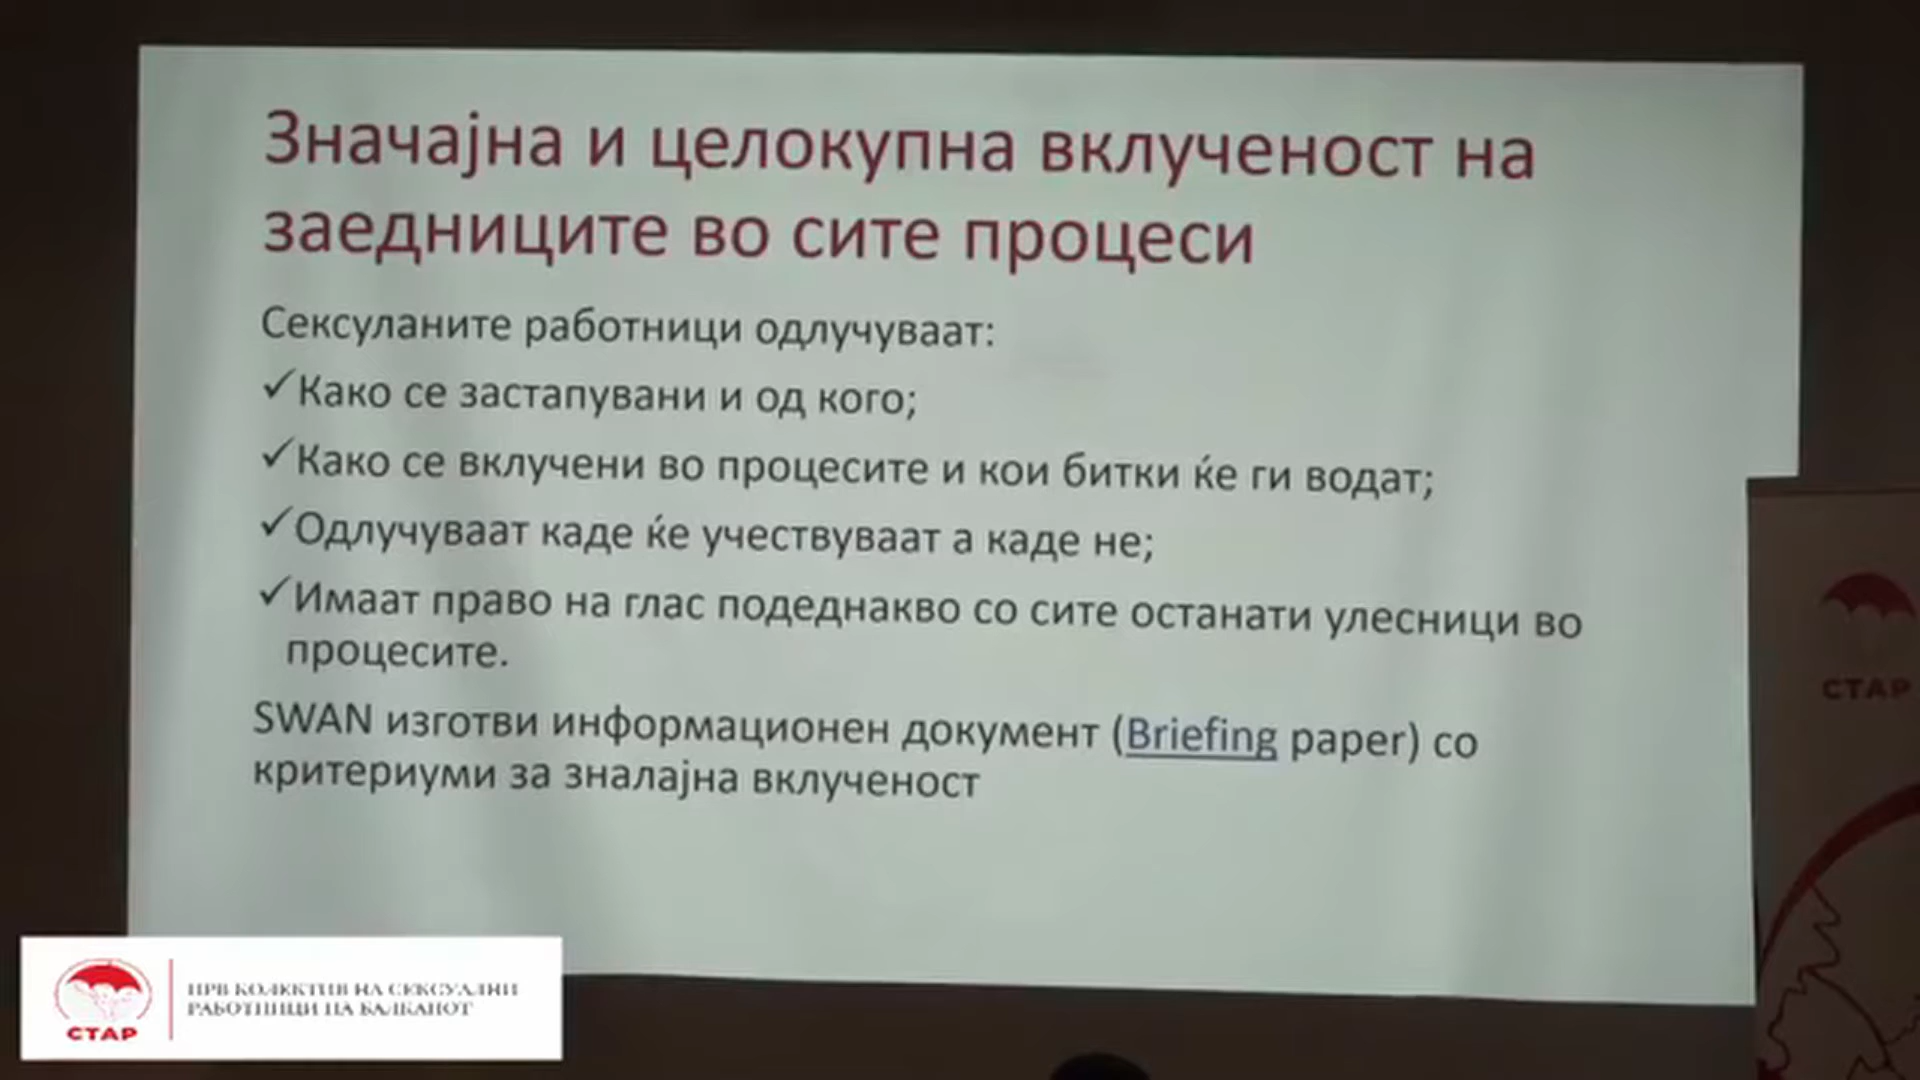 Значајна и целокупна вклученост на
заедниците во сите процеси
Сексуланите работници одлучуваат:
✓Како се застапувани и од кого;
✓Како се вклучени во процесите и кои битки ќе ги водат;
✓Одлучуваат каде ќе учествуваат а каде не;
✓Имаат право на глас подеднакво со сите останати улесници во
процесите.
SWAN изготви информационен документ (Briefing paper) со
критериуми за зналајна вклученост
СТАР
СТАР
ПРВ КОЛЕКТИВ НА СЕКСУАЛНИ
РАБОТНИЦИ НА БАЛКАНОТ